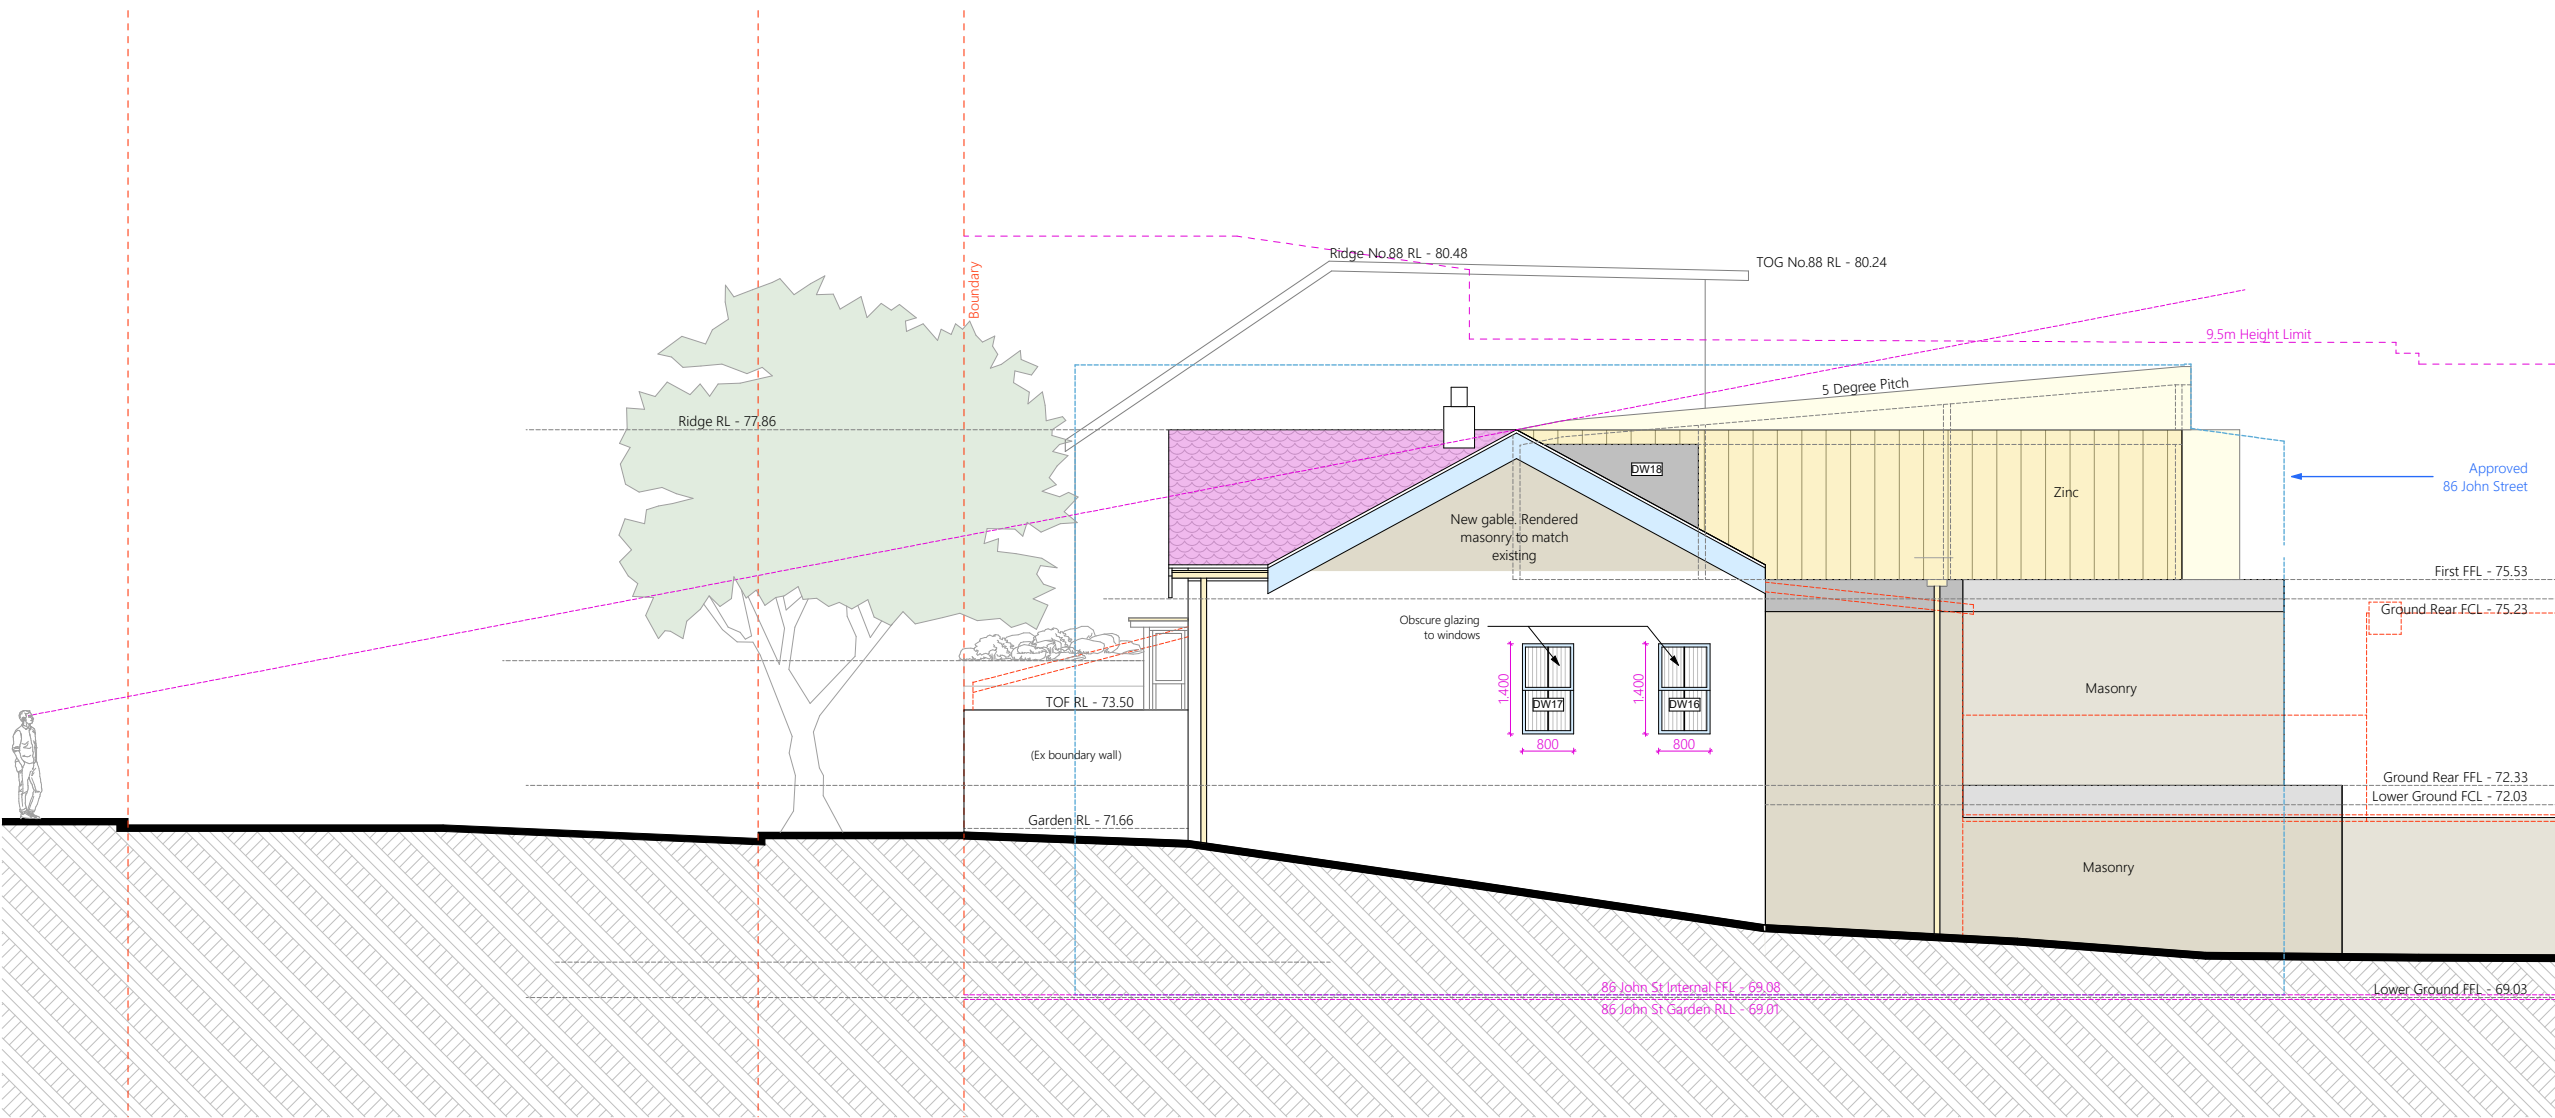 Boundary
Ridge No.88 RL - 80.48
TOG No.88 RL - 80.24
9.5m Height Limit
5 Degree Pitch
Ridge RL - 77.86
DW18
Approved
86 John Street
Zinc
New gable. Rendered
masonry to match
existing
First FFL - 75.53
Ground Rear FCL - 75.23
Obscure glazing
to windows
1,400
DW17
800
1,400
DW16
800
Masonry
TOF RL - 73.50
(Ex boundary wall)
Ground Rear FFL - 72.33
Lower Ground FCL - 72.03
Garden RL - 71.66
Masonry
86 John St Internal FFL - 69.08
Lower Ground FFL - 69.03
86 John St Garden RLL - 69.01